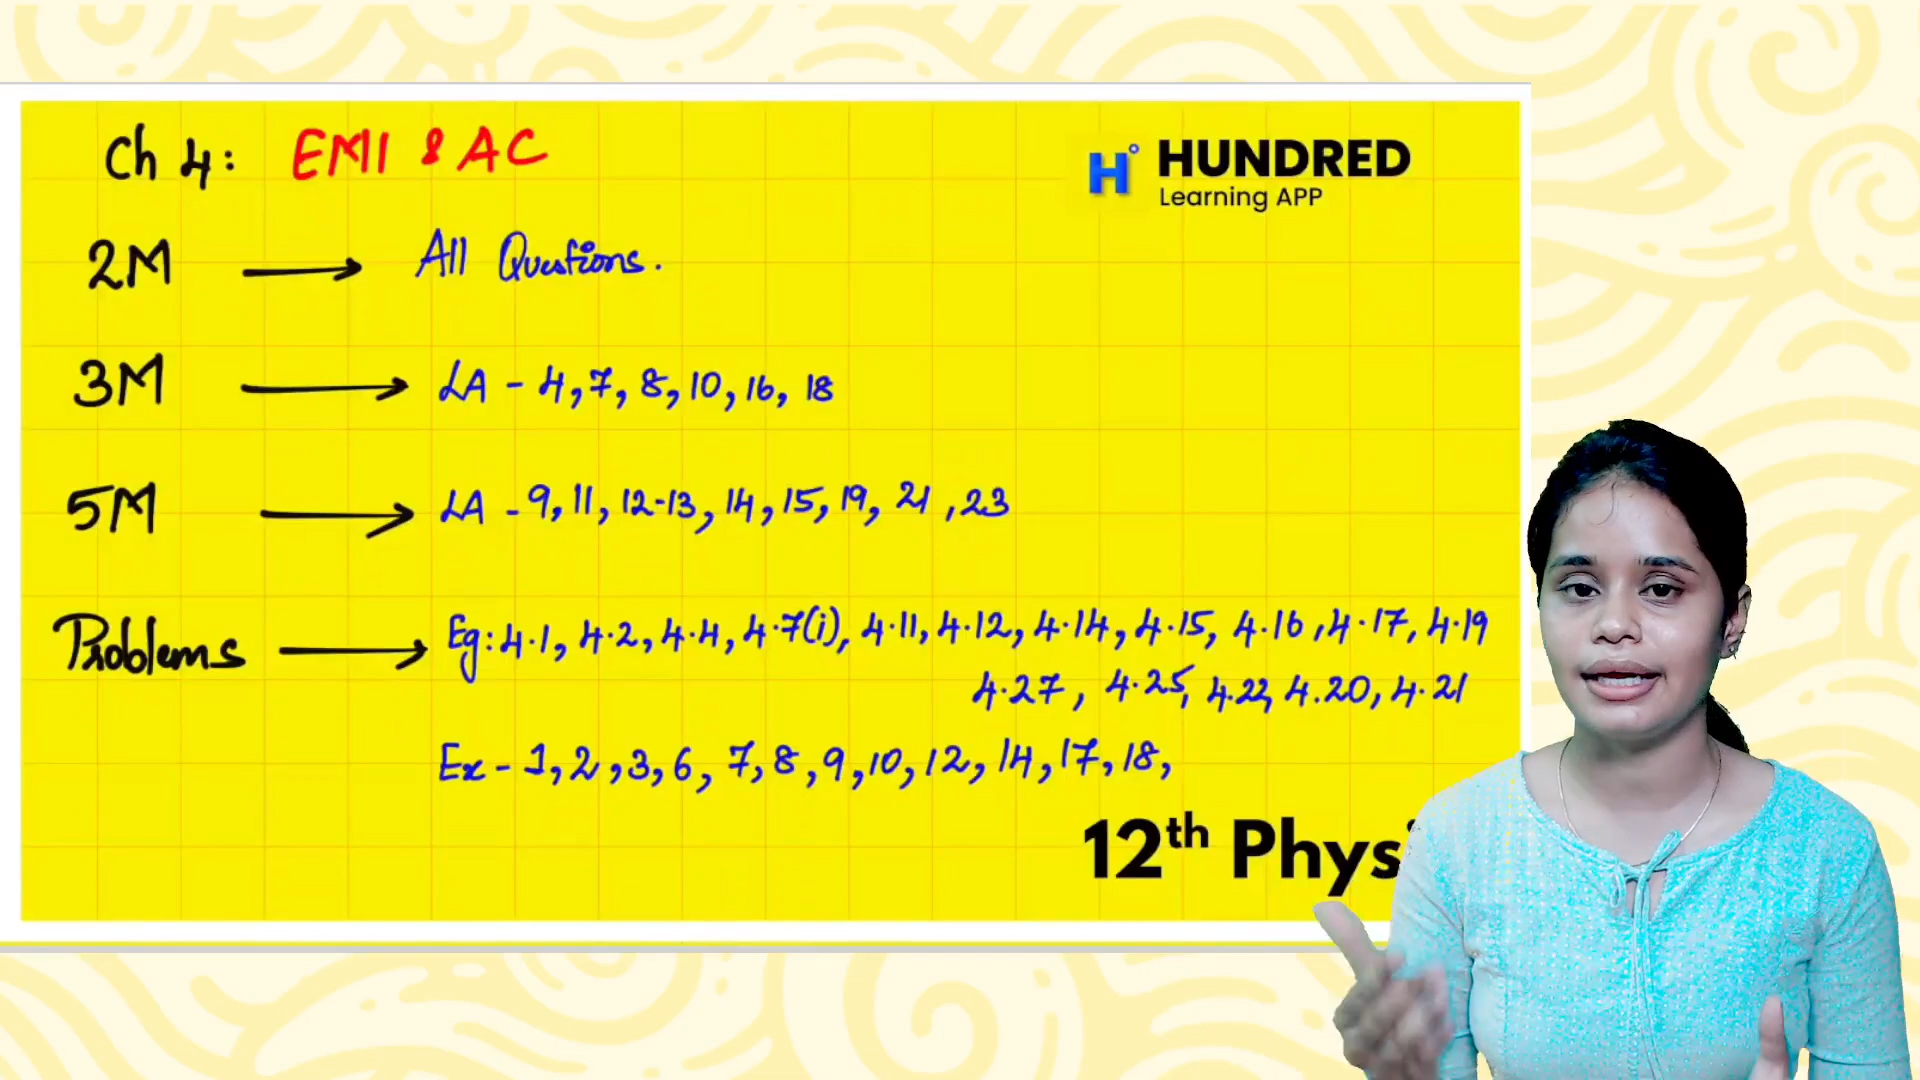 Ch 4: EMI & AC
HUNDRED
Learning APP
2M → All Questions.
3M → LA - 4, 7, 8, 10, 16, 18
5M → LA - 9, 11, 12-13, 14, 15, 19, 21, 23
Problems → Eg: 4.1, 4.2, 4.4, 4.7(i), 4.11, 4.12, 4.14, 4.15, 4.16, 4.17, 4.19
4.27, 4.25, 4.22, 4.20, 4.21
Ex - 1, 2, 3, 6, 7, 8, 9, 10, 12, 14, 17, 18,
12th Phys